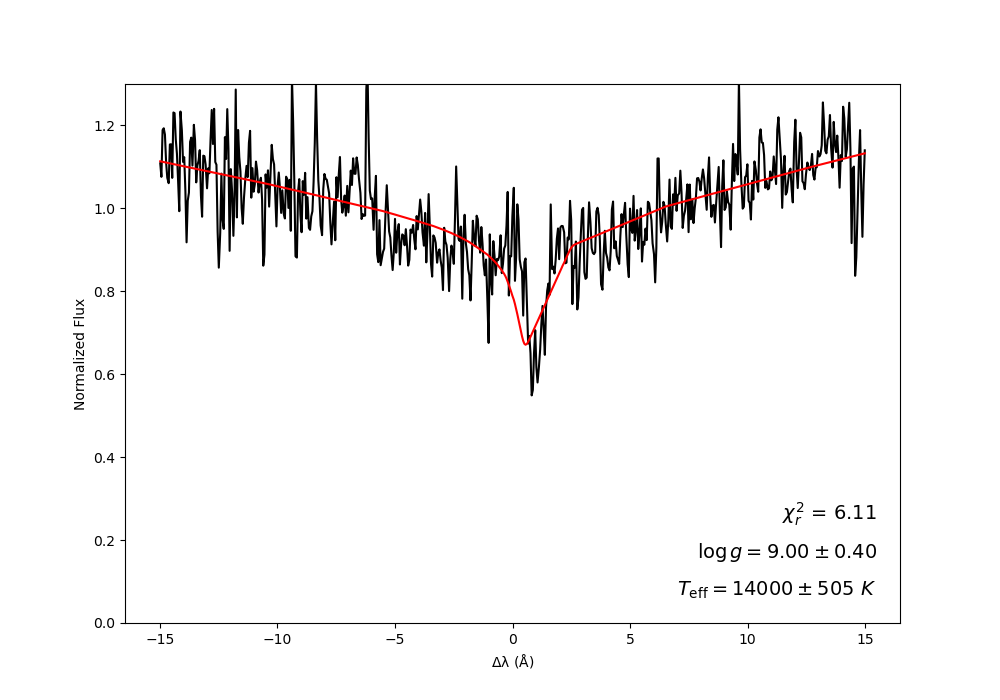 1.2
1.0
0.8
0.6
0.4
0.2
0.0
Normalized Flux
χ²ᵣ = 6.11
log g = 9.00 ± 0.40
T_eff = 14000 ± 505 K
−15 −10 −5 0 5 10 15
Δλ (Å)